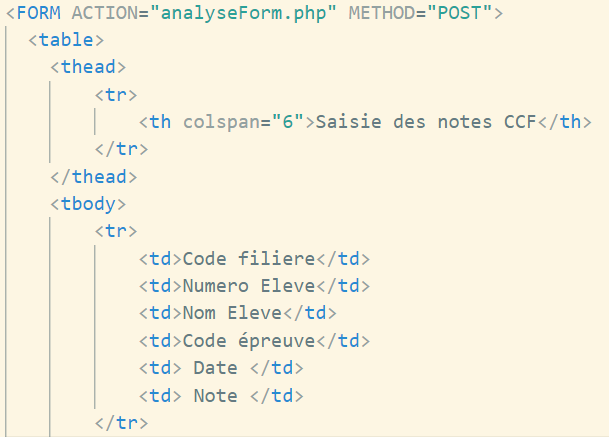 <FORM ACTION="analyseForm.php" METHOD="POST">
<table>
<thead>
<tr>
<th colspan="6">Saisie des notes CCF</th>
</tr>
</thead>
<tbody>
<tr>
<td>Code filiere</td>
<td>Numero Eleve</td>
<td>Nom Eleve</td>
<td>Code épreuve</td>
<td> Date </td>
<td> Note </td>
</tr>